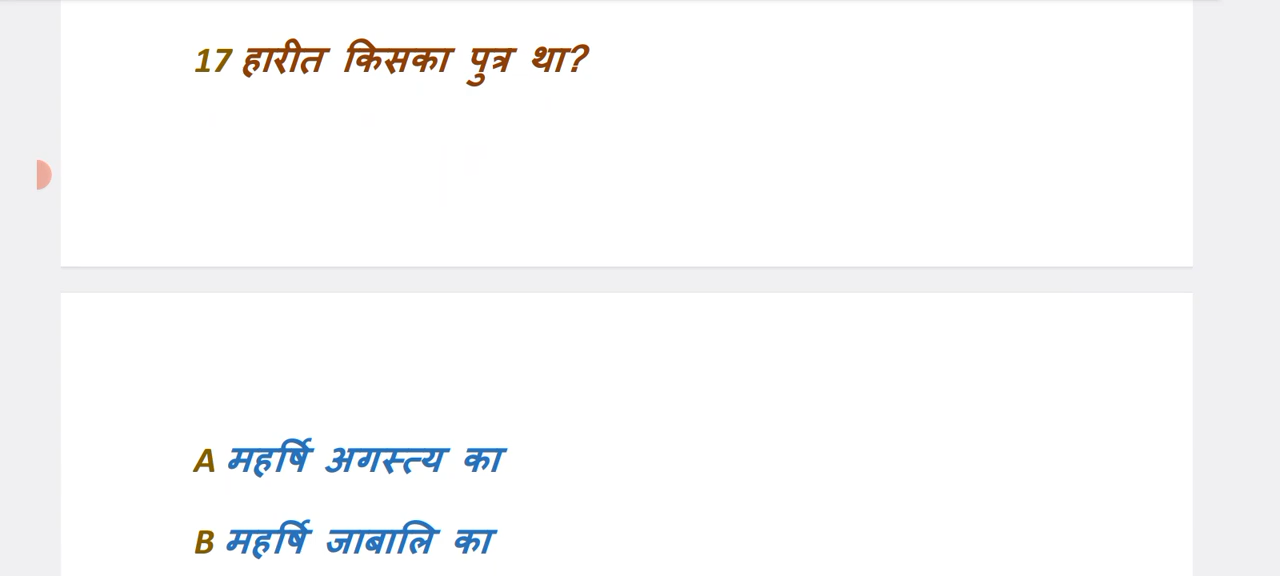 17 हारीत किसका पुत्र था?
A महर्षि अगस्त्य का
B महर्षि जाबालि का